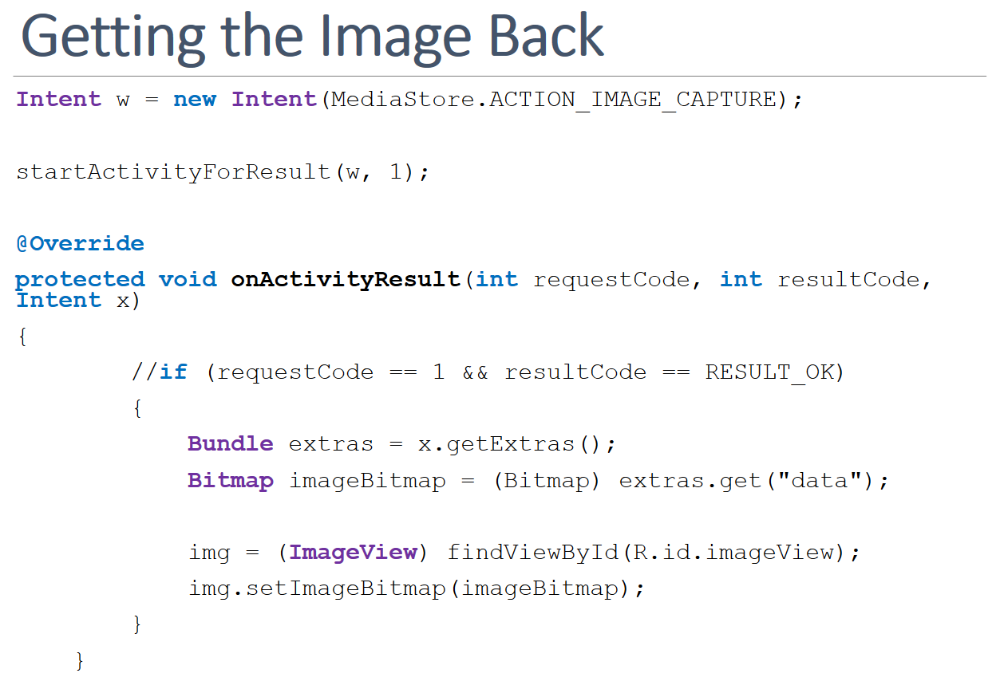 Getting the Image Back
Intent w = new Intent(MediaStore.ACTION_IMAGE_CAPTURE);
startActivityForResult(w, 1);
@Override
protected void onActivityResult(int requestCode, int resultCode,
Intent x)
{
//if (requestCode == 1 && resultCode == RESULT_OK)
{
Bundle extras = x.getExtras();
Bitmap imageBitmap = (Bitmap) extras.get("data");
img = (ImageView) findViewById(R.id.imageView);
img.setImageBitmap(imageBitmap);
}
}